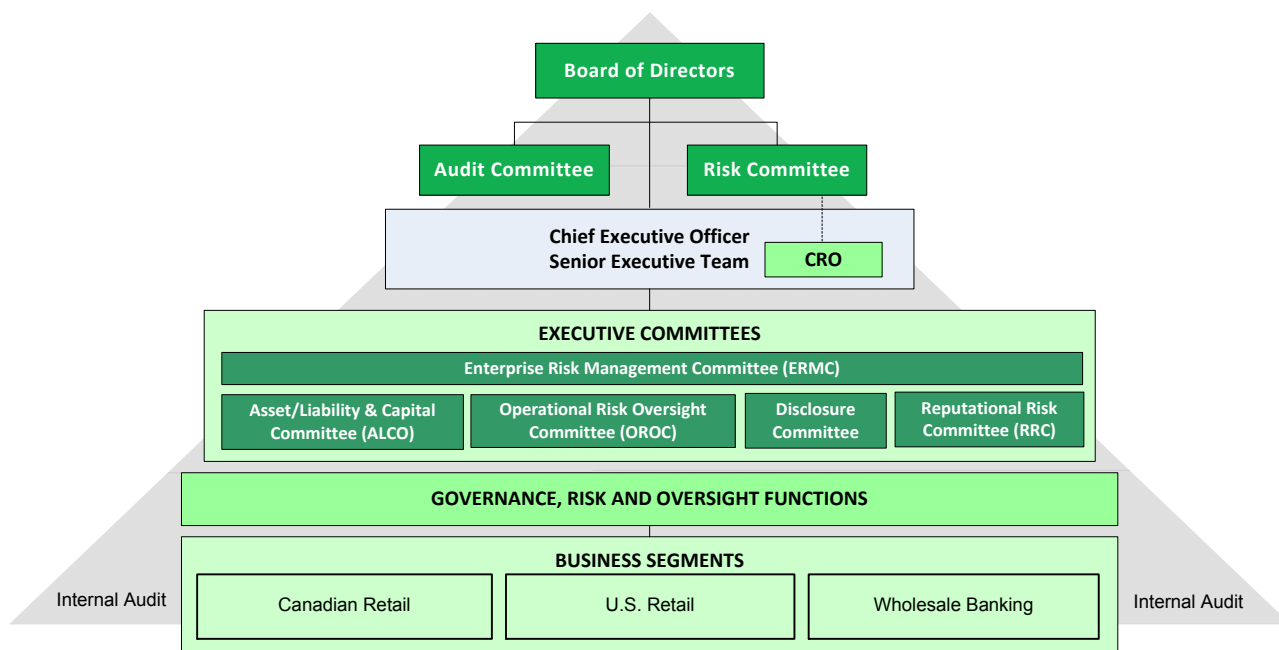 Board of Directors
Audit Committee
Risk Committee
Chief Executive Officer
Senior Executive Team
CRO
EXECUTIVE COMMITTEES
Enterprise Risk Management Committee (ERMC)
Asset/Liability & Capital
Committee (ALCO)
Operational Risk Oversight
Committee (OROC)
Disclosure
Committee
Reputational Risk
Committee (RRC)
GOVERNANCE, RISK AND OVERSIGHT FUNCTIONS
BUSINESS SEGMENTS
Internal Audit
Canadian Retail
U.S. Retail
Wholesale Banking
Internal Audit